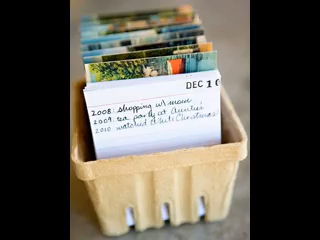 DEC 10
2008: shopping w/ mom
2009: tea party at Auntie's
2010: watched White Christmas